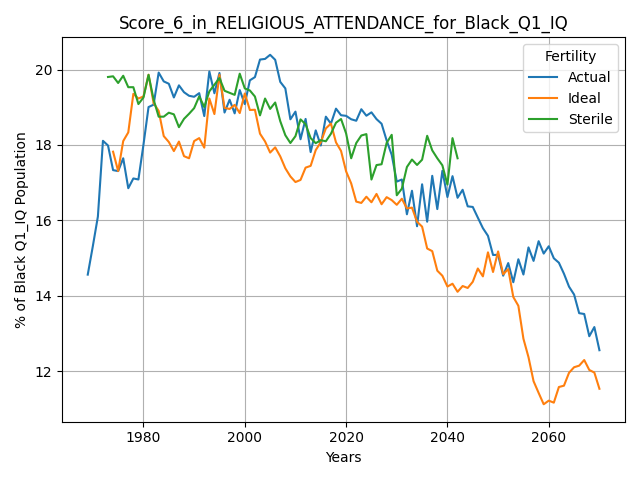 Score_6_in_RELIGIOUS_ATTENDANCE_for_Black_Q1_IQ
% of Black Q1_IQ Population
20
18
16
14
12
Fertility
Actual
Ideal
Sterile
1980
2000
2020
2040
2060
Years